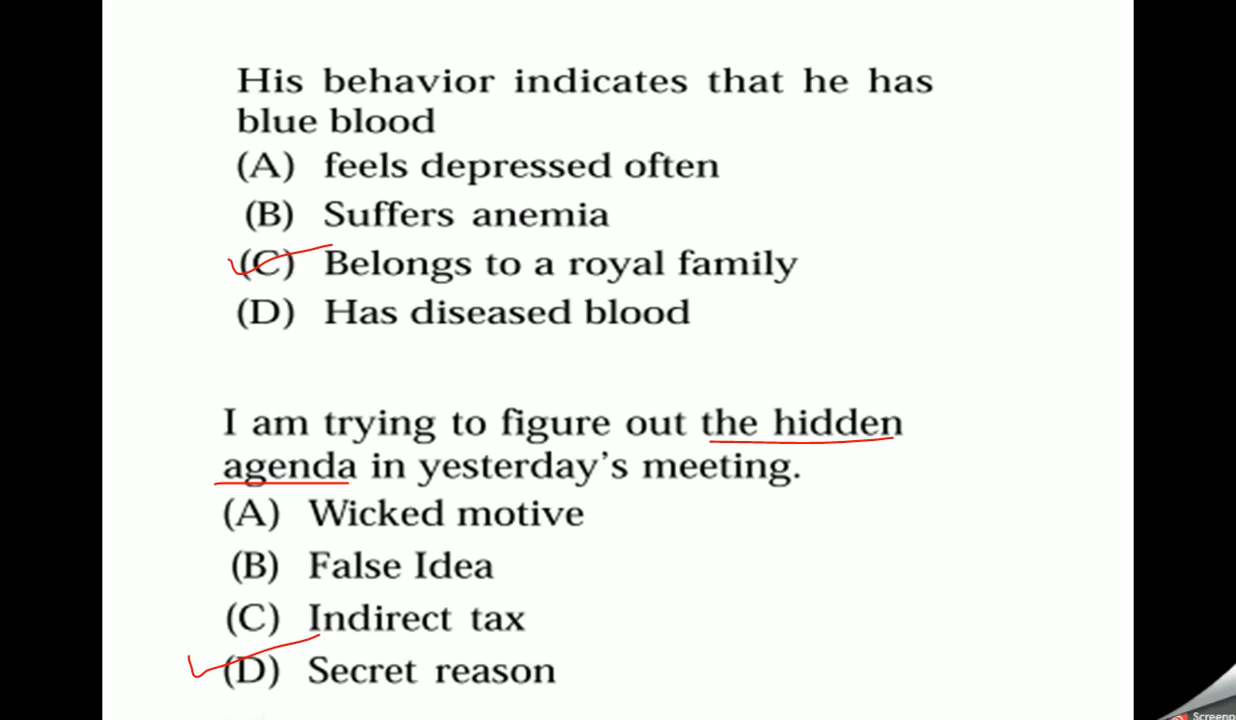 His behavior indicates that he has
blue blood
(A) feels depressed often
(B) Suffers anemia
(C) Belongs to a royal family
(D) Has diseased blood
I am trying to figure out the hidden
agenda in yesterday's meeting.
(A) Wicked motive
(B) False Idea
(C) Indirect tax
(D) Secret reason